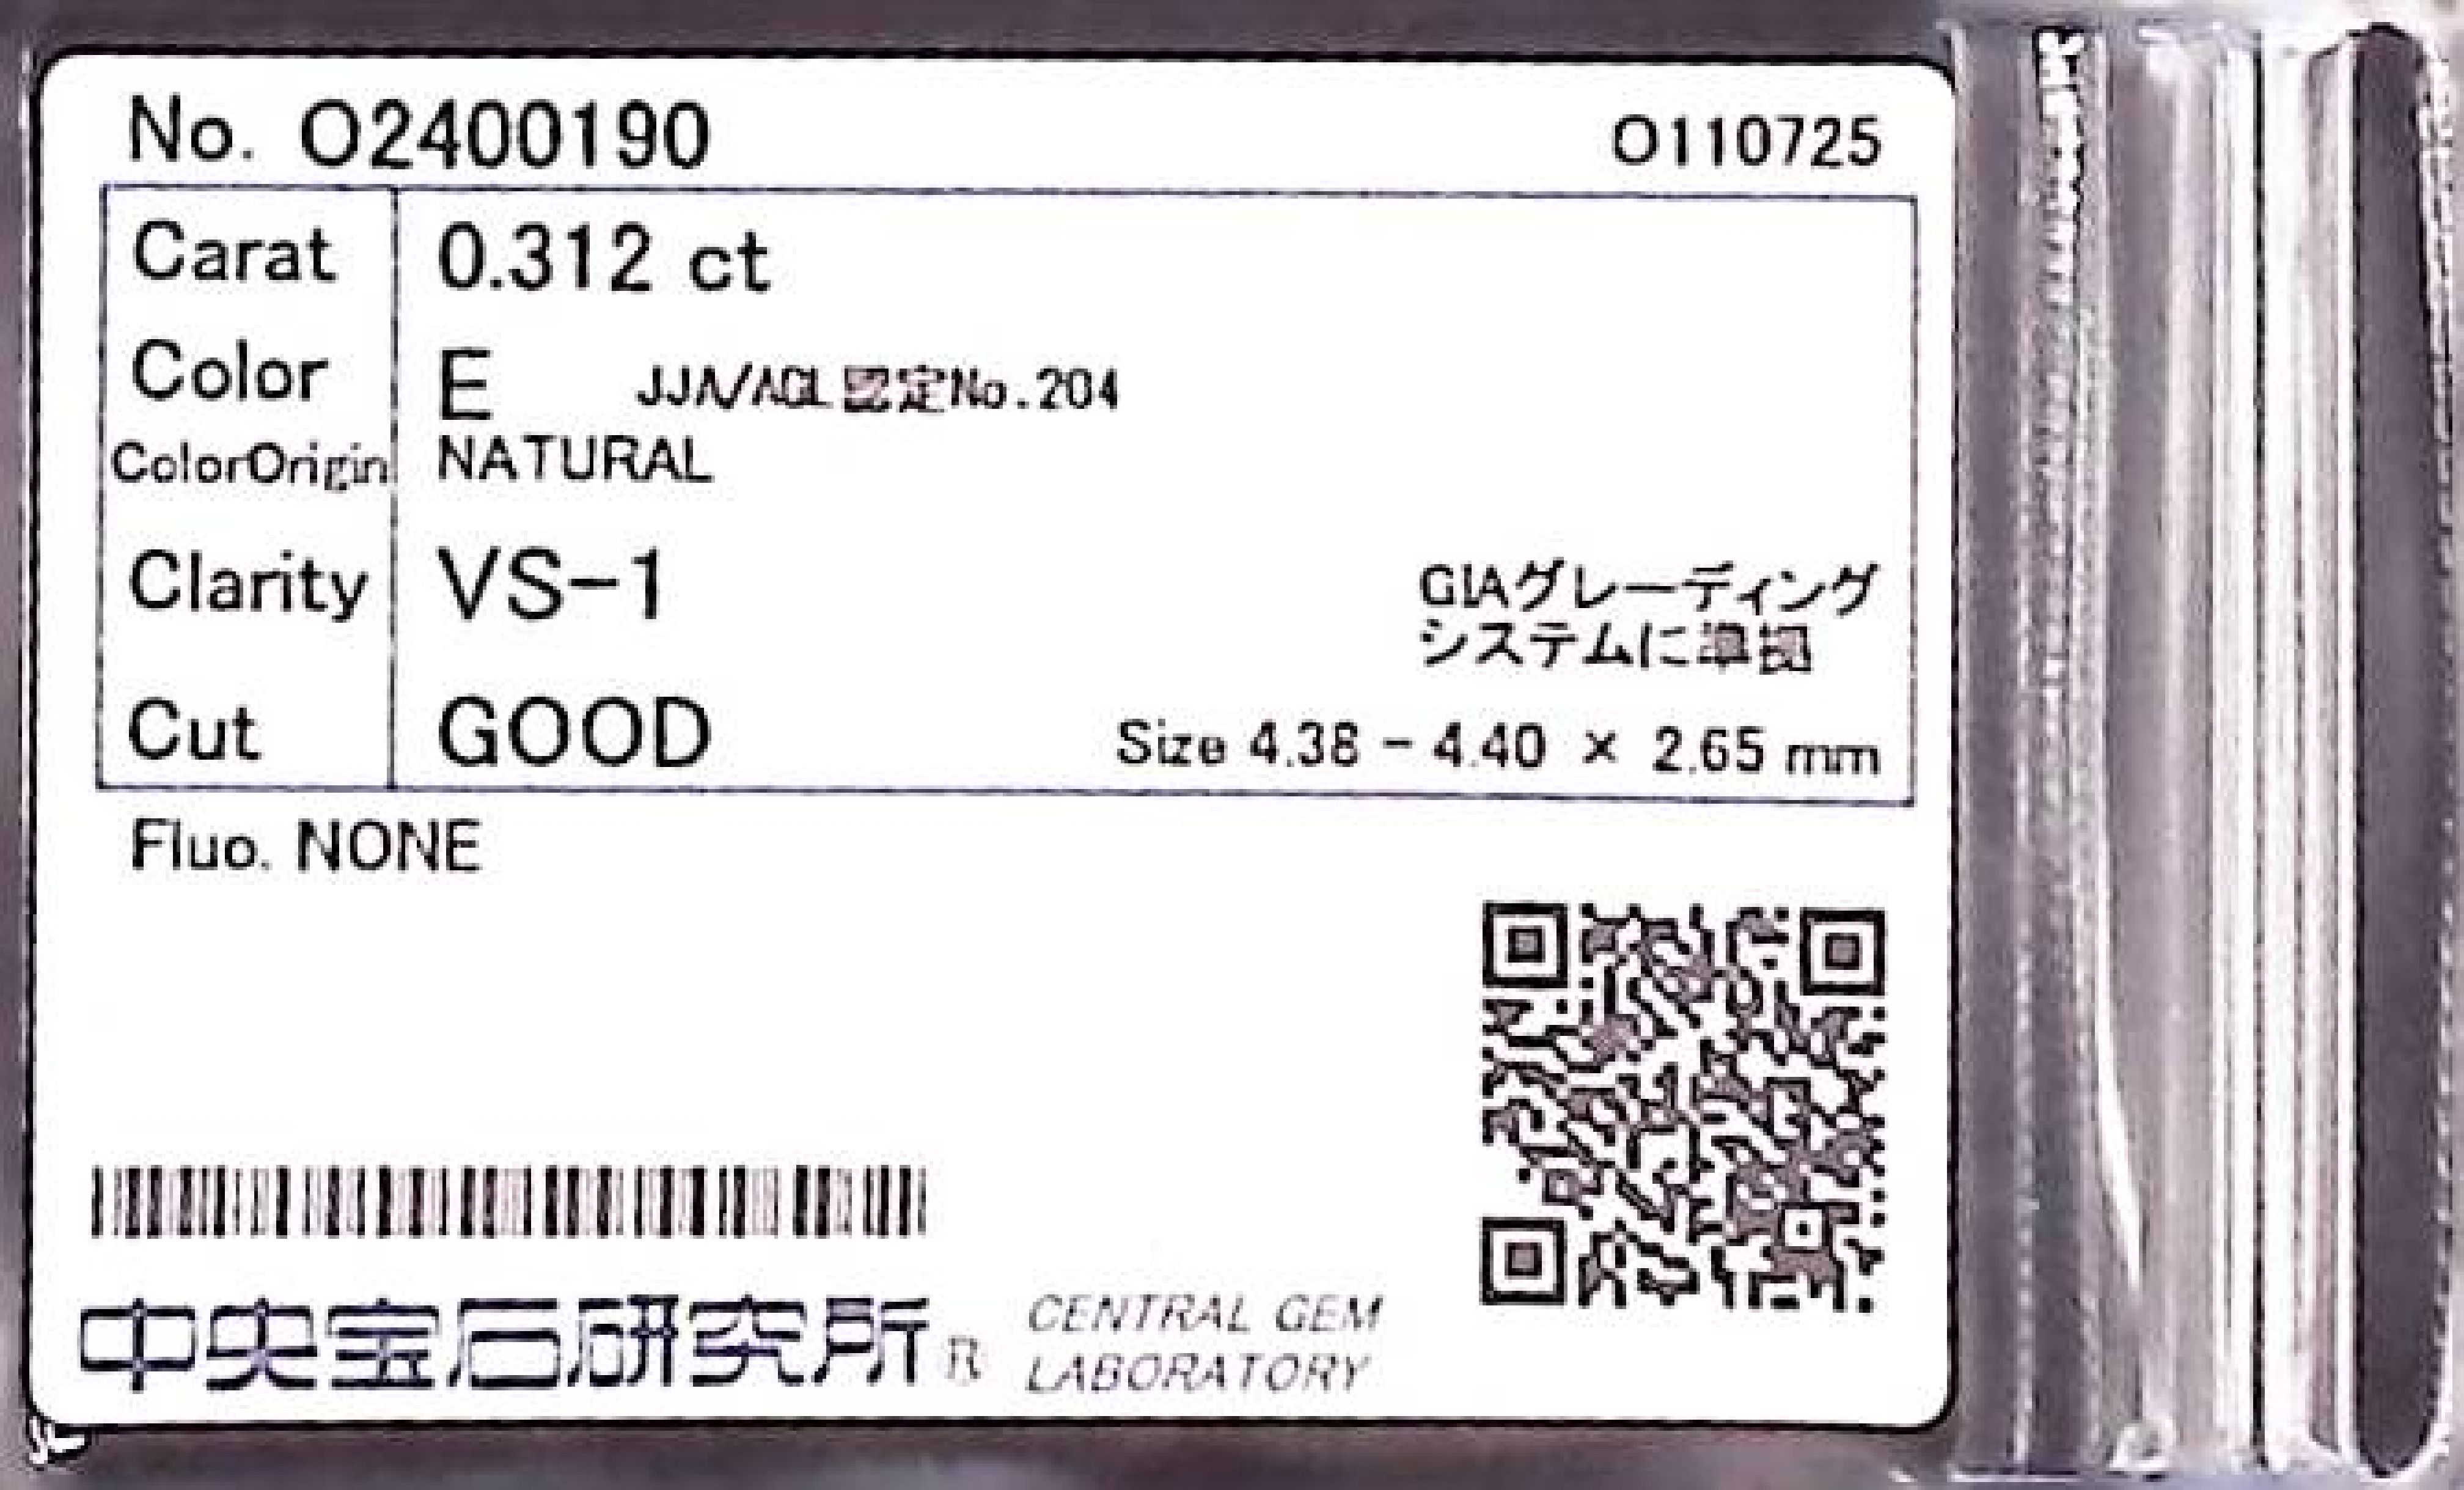 No. O2400190
O110725
Carat 0.312 ct
Color E JJA/AGL認定No.204
ColorOrigin NATURAL
Clarity VS-1
GIAグレーディング
システムに準拠
Cut GOOD
Size 4.38 - 4.40 × 2.65 mm
Fluo. NONE
中央宝石研究所 R
CENTRAL GEM
LABORATORY